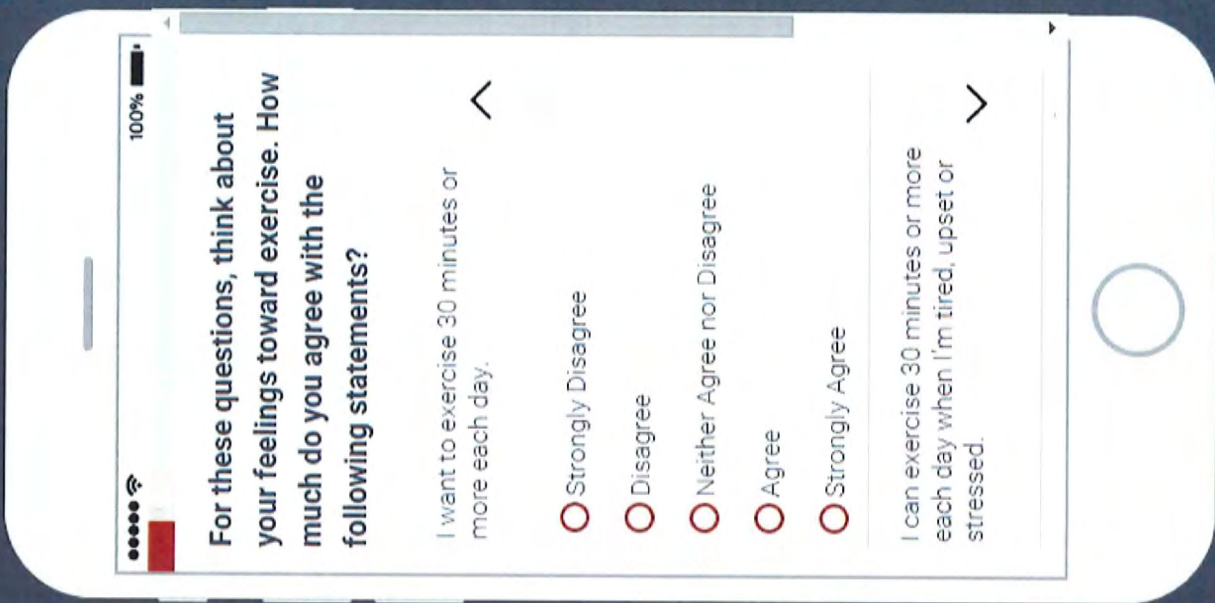 100%
For these questions, think about
your feelings toward exercise. How
much do you agree with the
following statements?
I want to exercise 30 minutes or
more each day.
Strongly Disagree
Disagree
Neither Agree nor Disagree
Agree
Strongly Agree
I can exercise 30 minutes or more
each day when I'm tired, upset or
stressed.